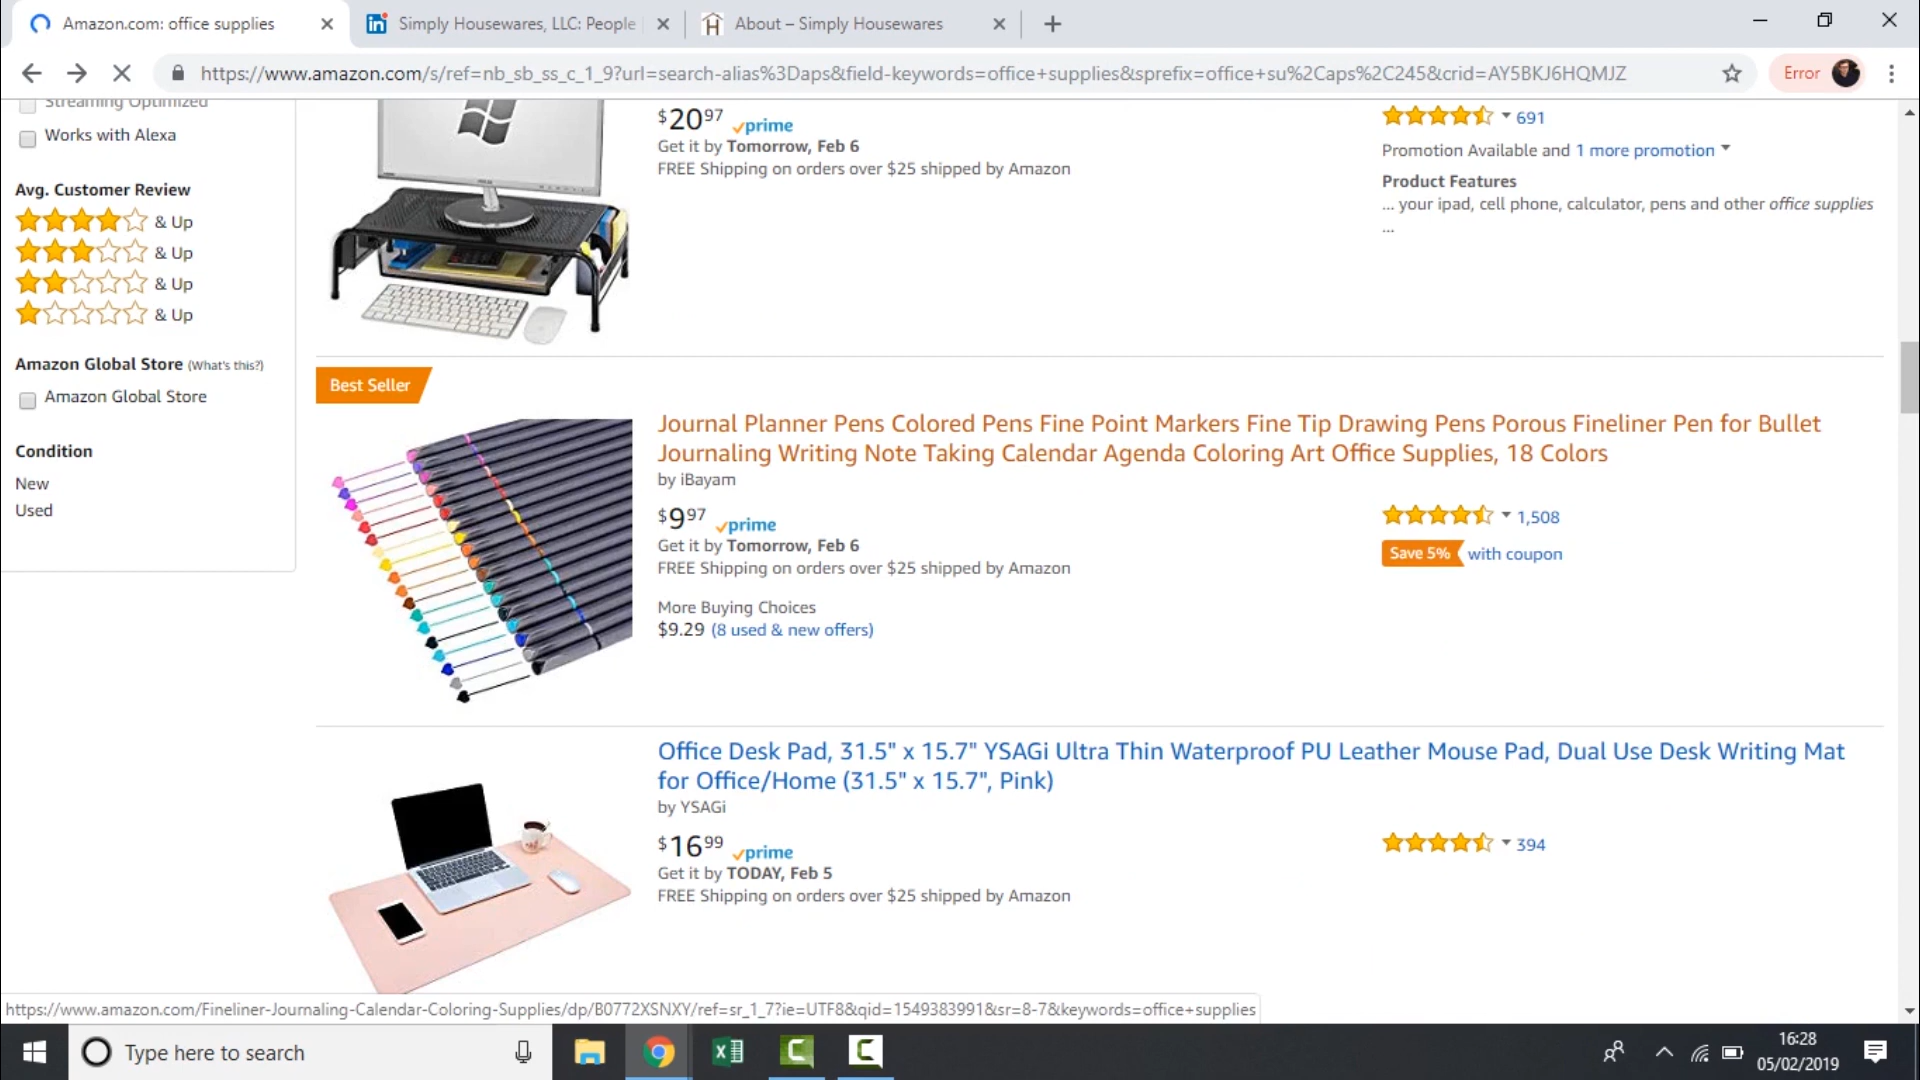 Amazon.com: office supplies
Simply Housewares, LLC: People
About – Simply Housewares
https://www.amazon.com/s/ref=nb_sb_ss_c_1_9?url=search-alias%3Daps&field-keywords=office+supplies&sprefix=office+su%2Caps%2C245&crid=AY5BKJ6HQMJZ
Error
Streaming Optimized
Works with Alexa
Avg. Customer Review
& Up
& Up
& Up
& Up
Amazon Global Store (What's this?)
Amazon Global Store
Condition
New
Used
$20 97 prime
Get it by Tomorrow, Feb 6
FREE Shipping on orders over $25 shipped by Amazon
691
Promotion Available and 1 more promotion
Product Features
... your ipad, cell phone, calculator, pens and other office supplies
...
Best Seller
Journal Planner Pens Colored Pens Fine Point Markers Fine Tip Drawing Pens Porous Fineliner Pen for Bullet
Journaling Writing Note Taking Calendar Agenda Coloring Art Office Supplies, 18 Colors
by iBayam
$9 97 prime
Get it by Tomorrow, Feb 6
FREE Shipping on orders over $25 shipped by Amazon
More Buying Choices
$9.29 (8 used & new offers)
1,508
Save 5% with coupon
Office Desk Pad, 31.5" x 15.7" YSAGi Ultra Thin Waterproof PU Leather Mouse Pad, Dual Use Desk Writing Mat
for Office/Home (31.5" x 15.7", Pink)
by YSAGi
$16 99 prime
Get it by TODAY, Feb 5
FREE Shipping on orders over $25 shipped by Amazon
394
https://www.amazon.com/Fineliner-Journaling-Calendar-Coloring-Supplies/dp/B0772XSNXY/ref=sr_1_7?ie=UTF8&qid=1549383991&sr=8-7&keywords=office+supplies
Type here to search
16:28
05/02/2019